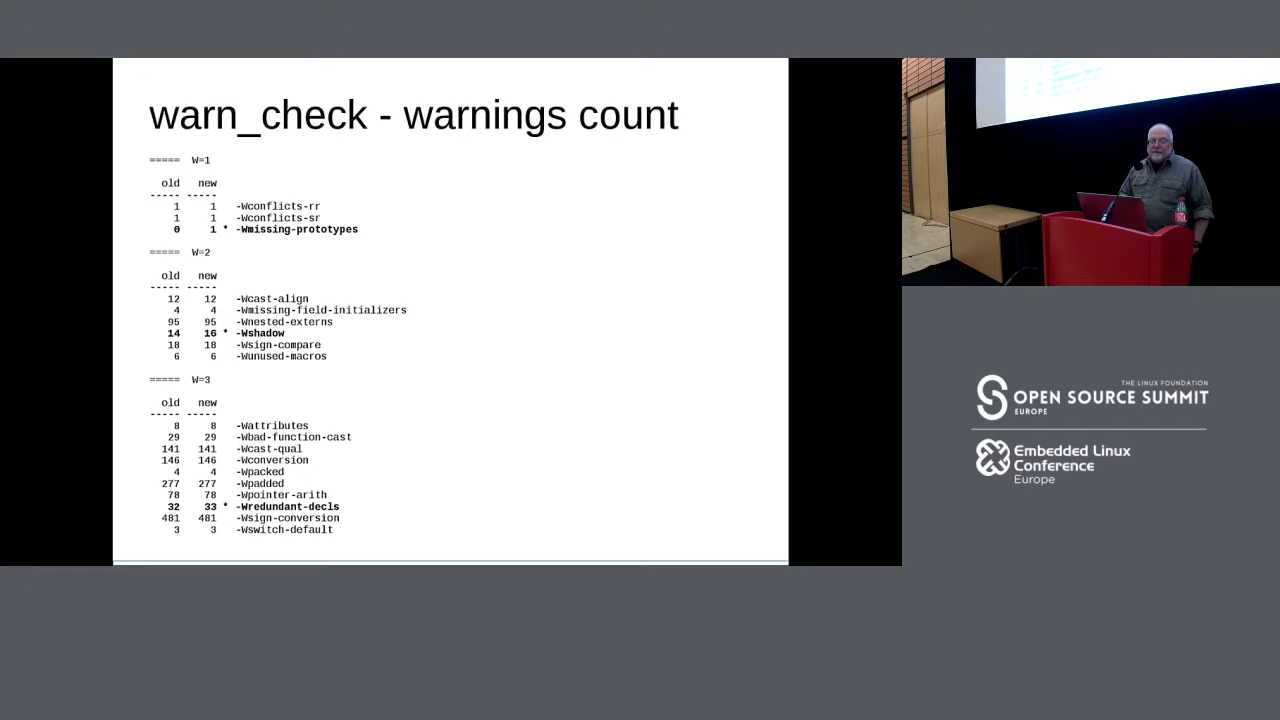 warn_check - warnings count
===== W=1
old new
----- -----
1 1 -Wconflicts-rr
1 1 -Wconflicts-sr
0 1 * -Wmissing-prototypes
===== W=2
old new
----- -----
12 12 -Wcast-align
4 4 -Wmissing-field-initializers
95 95 -Wnested-externs
14 16 * -Wshadow
18 18 -Wsign-compare
6 6 -Wunused-macros
===== W=3
old new
----- -----
8 8 -Wattributes
29 29 -Wbad-function-cast
141 141 -Wcast-qual
146 146 -Wconversion
4 4 -Wpacked
277 277 -Wpadded
78 78 -Wpointer-arith
32 33 * -Wredundant-decls
481 481 -Wsign-conversion
3 3 -Wswitch-default
THE LINUX FOUNDATION
OPEN SOURCE SUMMIT
EUROPE
Embedded Linux
Conference
Europe